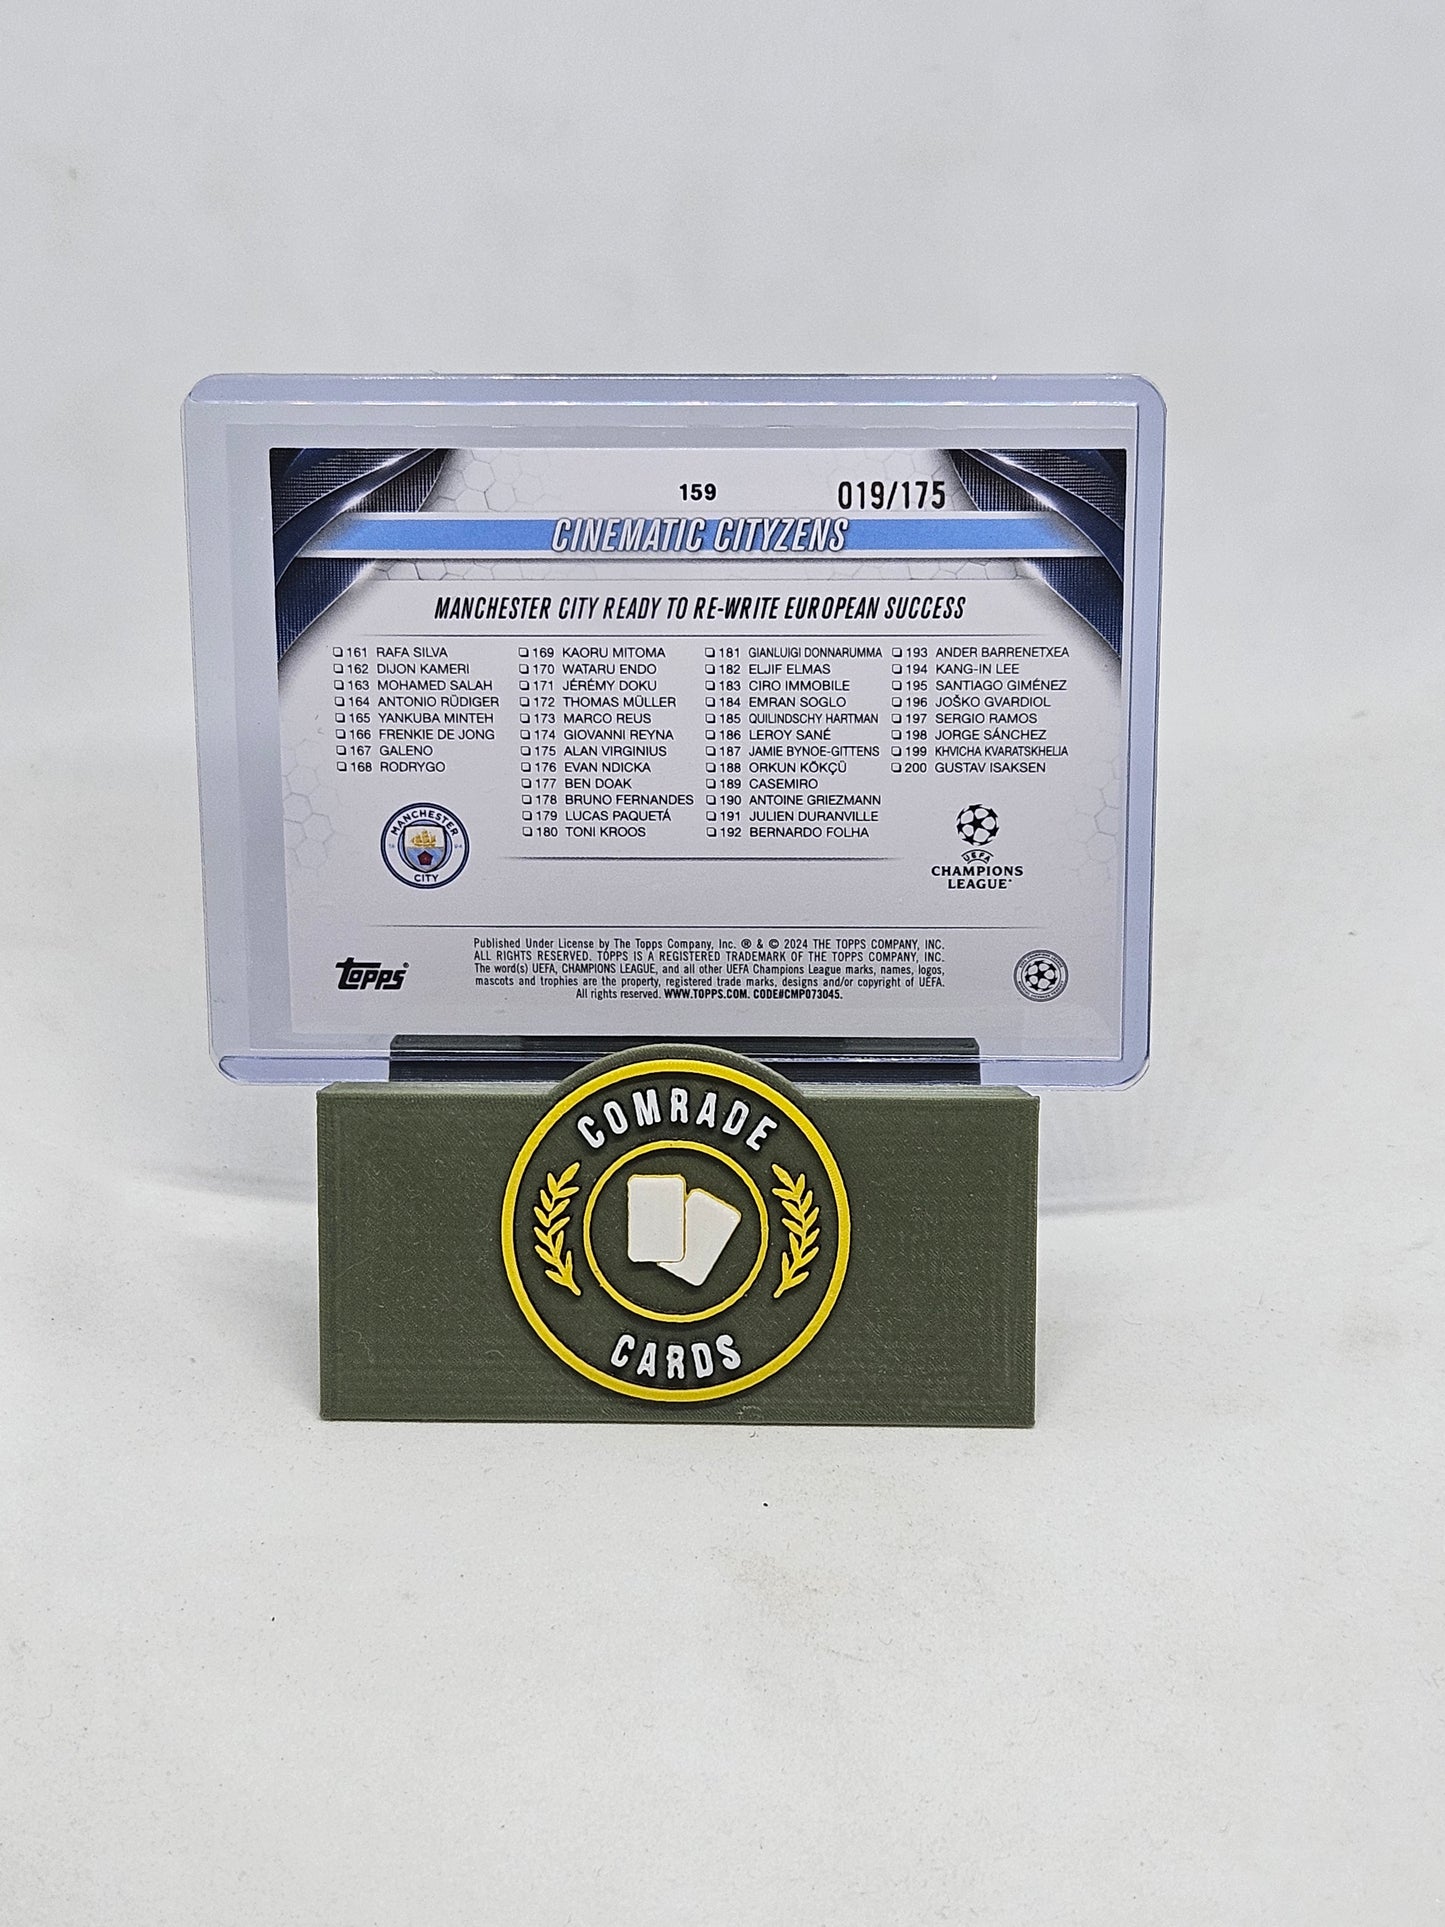 159
019/175
CINEMATIC CITYZENS
MANCHESTER CITY READY TO RE-WRITE EUROPEAN SUCCESS
161 RAFA SILVA
162 DIJON KAMERI
163 MOHAMED SALAH
164 ANTONIO RÜDIGER
165 YANKUBA MINTEH
166 FRENKIE DE JONG
167 GALENO
168 RODRYGO
169 KAORU MITOMA
170 WATARU ENDO
171 JÉRÉMY DOKU
172 THOMAS MÜLLER
173 MARCO REUS
174 GIOVANNI REYNA
175 ALAN VIRGINIUS
176 EVAN NDICKA
177 BEN DOAK
178 BRUNO FERNANDES
179 LUCAS PAQUETÁ
180 TONI KROOS
181 GIANLUIGI DONNARUMMA
182 ELJIF ELMAS
183 CIRO IMMOBILE
184 EMRAN SOGLO
185 QUILINDSCHY HARTMAN
186 LEROY SANÉ
187 JAMIE BYNOE-GITTENS
188 ORKUN KÖKÇÜ
189 CASEMIRO
190 ANTOINE GRIEZMANN
191 JULIEN DURANVILLE
192 BERNARDO FOLHA
193 ANDER BARRENETXEA
194 KANG-IN LEE
195 SANTIAGO GIMÉNEZ
196 JOŠKO GVARDIOL
197 SERGIO RAMOS
198 JORGE SÁNCHEZ
199 KHVICHA KVARATSKHELIA
200 GUSTAV ISAKSEN
MANCHESTER
18 94
CITY
UEFA
CHAMPIONS
LEAGUE
TOPPS®
Published Under License by The Topps Company, Inc. ® & © 2024 THE TOPPS COMPANY, INC.
ALL RIGHTS RESERVED. TOPPS IS A REGISTERED TRADEMARK OF THE TOPPS COMPANY, INC.
The word(s) UEFA, CHAMPIONS LEAGUE, and all other UEFA Champions League marks, names, logos,
mascots and trophies are the property, registered trade marks, designs and/or copyright of UEFA.
All rights reserved. WWW.TOPPS.COM. CODE#CMP073045.
COMRADE
CARDS